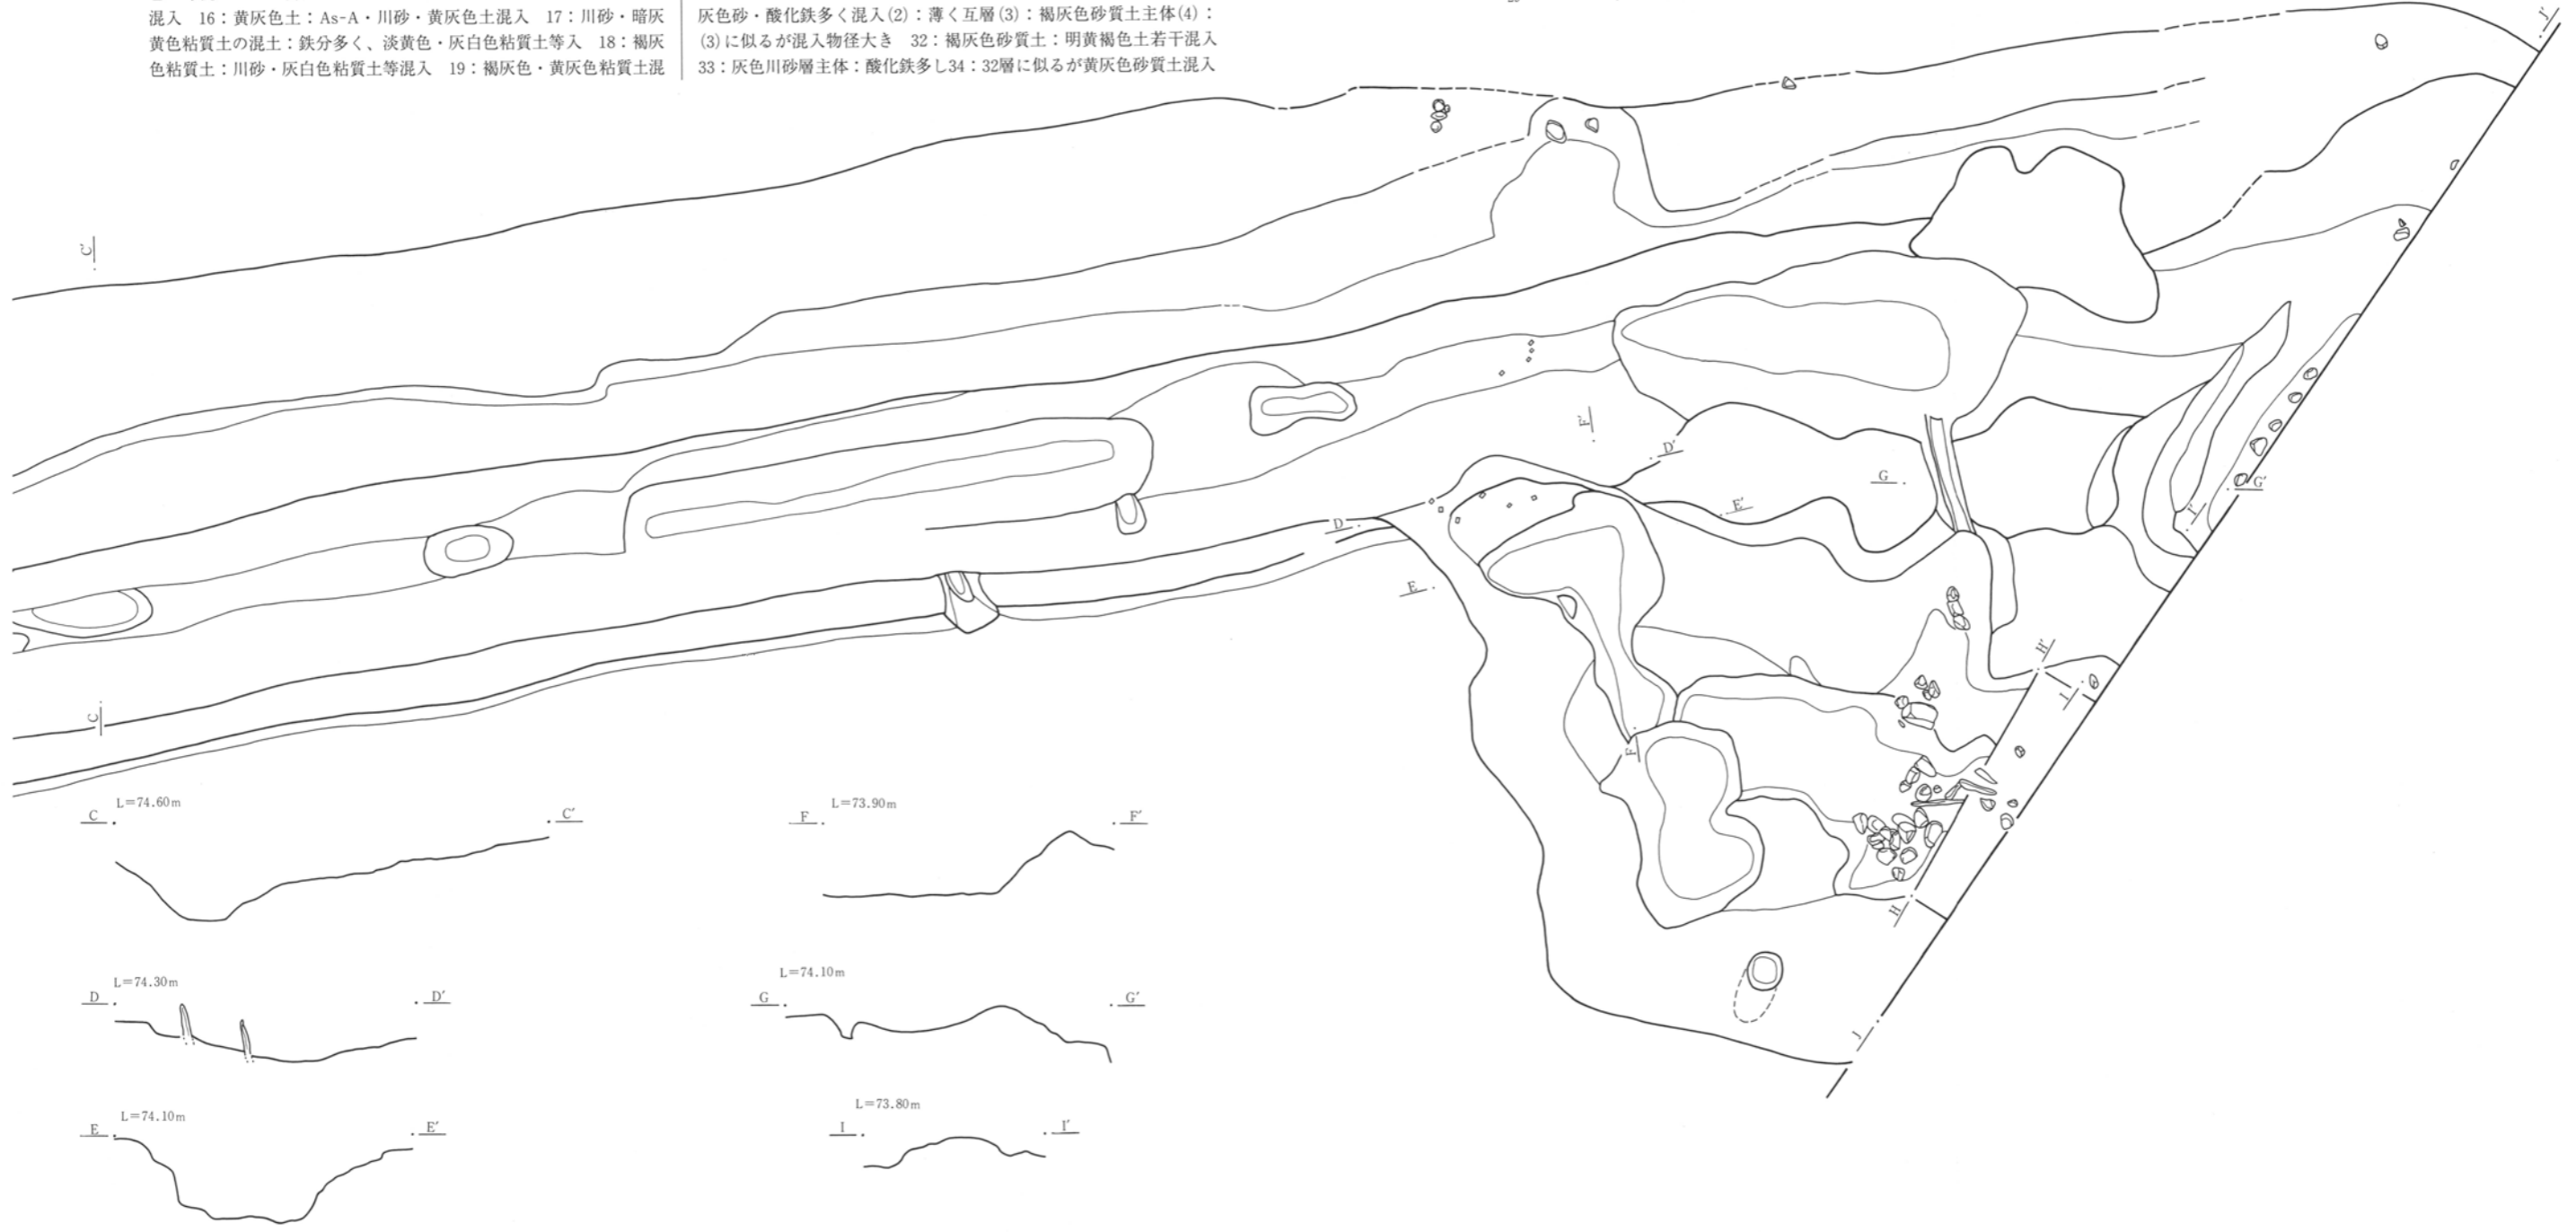 混入 16：黄灰色土：As-A・川砂・黄灰色土混入 17：川砂・暗灰
黄色粘質土の混土：鉄分多く、淡黄色・灰白色粘質土等入 18：褐灰
色粘質土：川砂・灰白色粘質土等混入 19：褐灰色・黄灰色粘質土混
灰色砂・酸化鉄多く混入(2)：薄く互層(3)：褐灰色砂質土主体(4)：
(3)に似るが混入物径大き 32：褐灰色砂質土：明黄褐色土若干混入
33：灰色川砂層主体：酸化鉄多し34：32層に似るが黄灰色砂質土混入
J′
C′
F′
D′
G
G′
E′
I′
D
E
H′
I
C
F
H
J
L=74.60m
C C′
L=73.90m
F F′
L=74.30m
D D′
L=74.10m
G G′
L=74.10m
E E′
L=73.80m
I I′